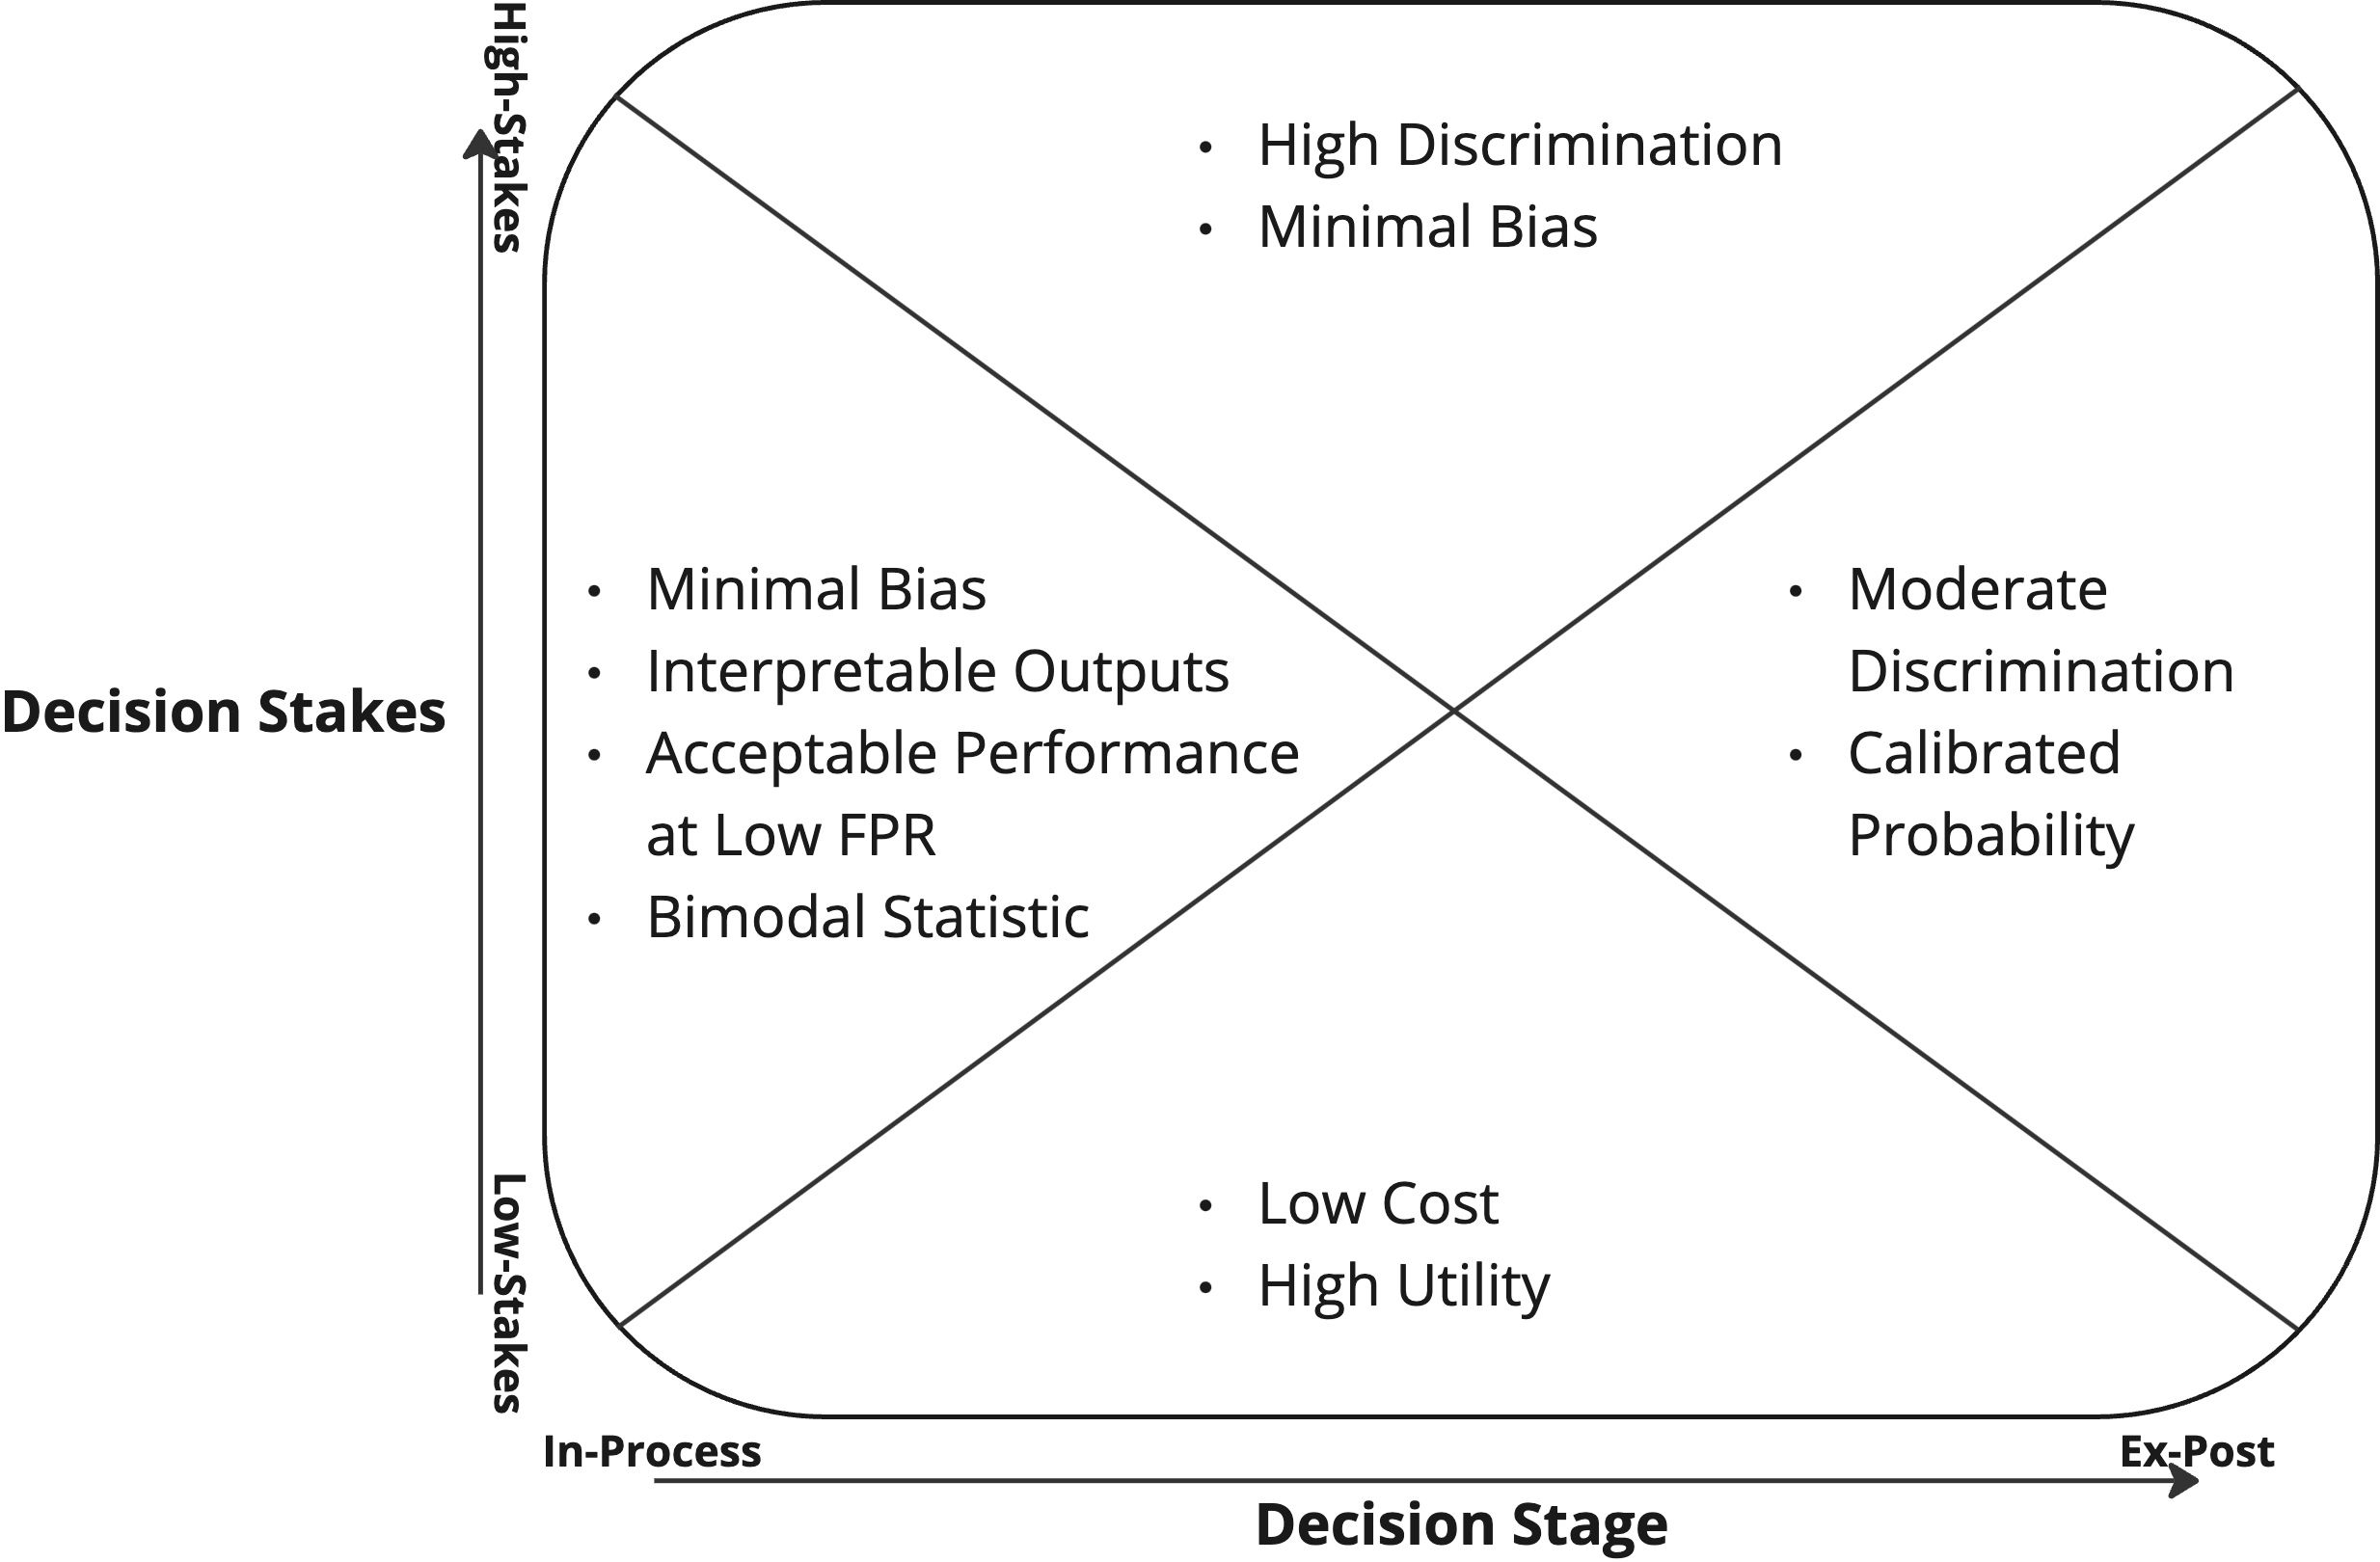 High-Stakes
• High Discrimination
• Minimal Bias
Decision Stakes
• Minimal Bias
• Interpretable Outputs
• Acceptable Performance
at Low FPR
• Bimodal Statistic
• Moderate
Discrimination
• Calibrated
Probability
• Low Cost
• High Utility
Low-Stakes
In-Process
Ex-Post
Decision Stage